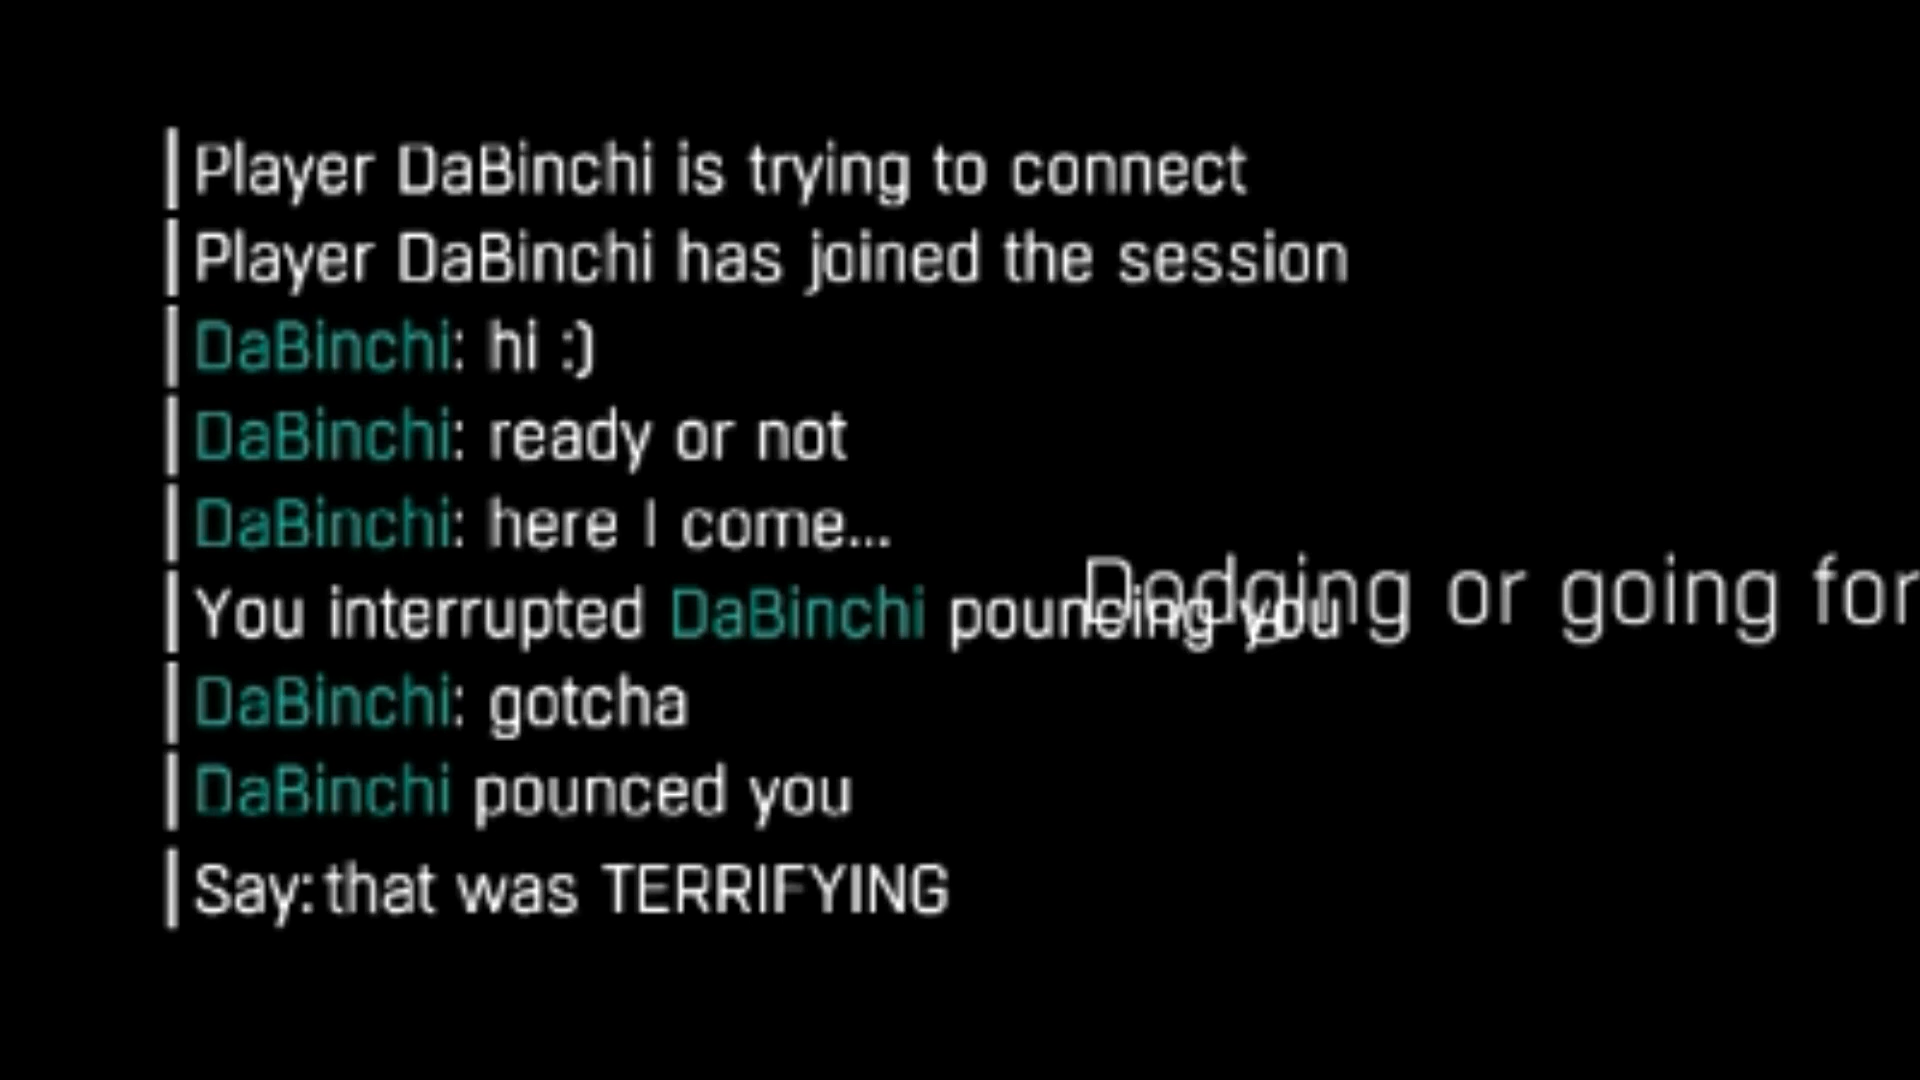 Player DaBinchi is trying to connect
Player DaBinchi has joined the session
DaBinchi: hi :)
DaBinchi: ready or not
DaBinchi: here I come...
You interrupted DaBinchi pouncing you
Dodging or going for
DaBinchi: gotcha
DaBinchi pounced you
Say: that was TERRIFYING